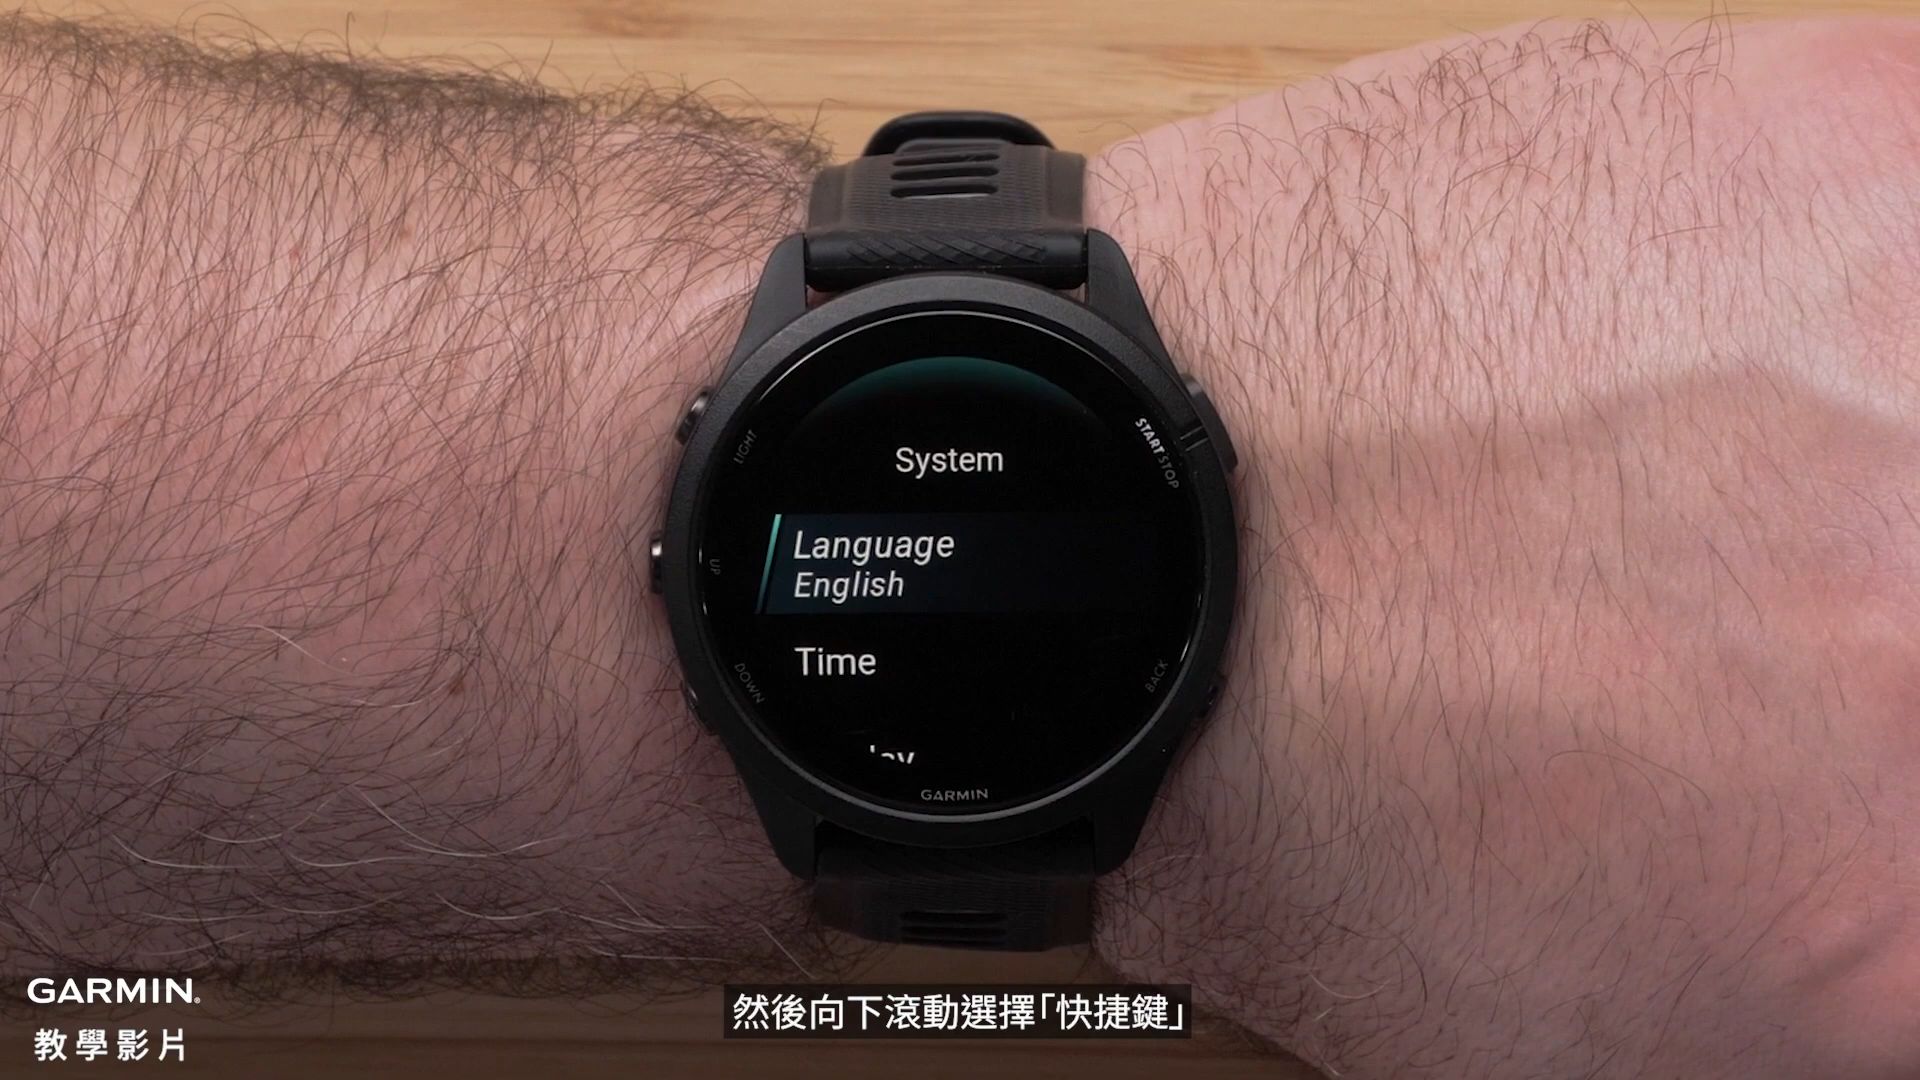 System
Language
English
Time
LIGHT
UP
DOWN
START STOP
BACK
GARMIN
GARMIN
教學影片
然後向下滾動選擇「快捷鍵」